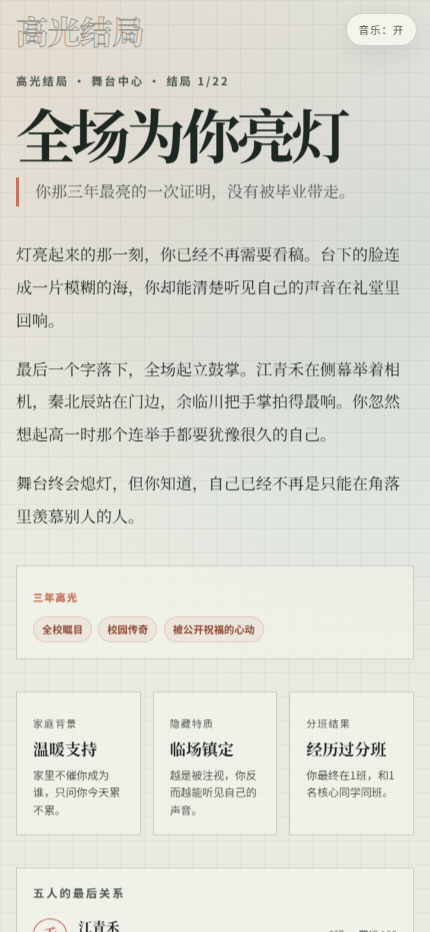 高光结局
音乐：开
高光结局 · 舞台中心 · 结局 1/22
全场为你亮灯
你那三年最亮的一次证明，没有被毕业带走。
灯亮起来的那一刻，你已经不再需要看稿。台下的脸连
成一片模糊的海，你却能清楚听见自己的声音在礼堂里
回响。
最后一个字落下，全场起立鼓掌。江青禾在侧幕举着相
机，秦北辰站在门边，余临川把手掌拍得最响。你忽然
想起高一时那个连举手都要犹豫很久的自己。
舞台终会熄灯，但你知道，自己已经不再是只能在角落
里羡慕别人的人。
三年高光
全校瞩目
校园传奇
被公开祝福的心动
家庭背景
温暖支持
家里不催你成为
谁，只问你今天累
不累。
隐藏特质
临场镇定
越是被注视，你反
而越能听见自己的
声音。
分班结果
经历过分班
你最终在1班，和1
名核心同学同班。
五人的最后关系
江青禾